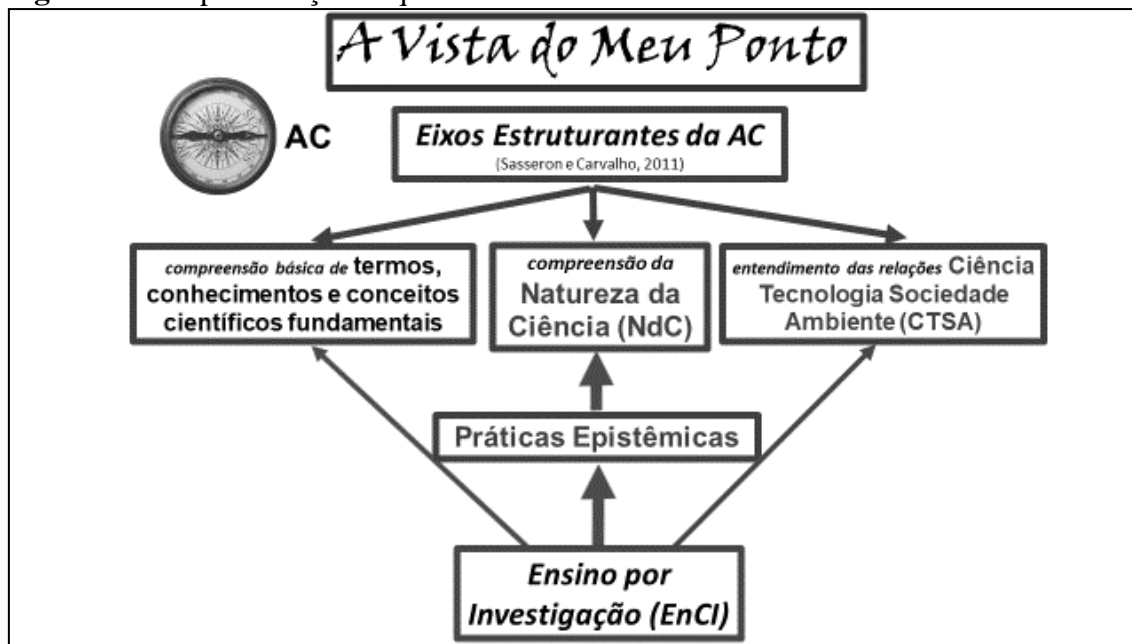 A Vista do Meu Ponto
AC
Eixos Estruturantes da AC
(Sasseron e Carvalho, 2011)
compreensão básica de termos,
conhecimentos e conceitos
científicos fundamentais
compreensão da
Natureza da
Ciência (NdC)
entendimento das relações Ciência
Tecnologia Sociedade
Ambiente (CTSA)
Práticas Epistêmicas
Ensino por
Investigação (EnCI)